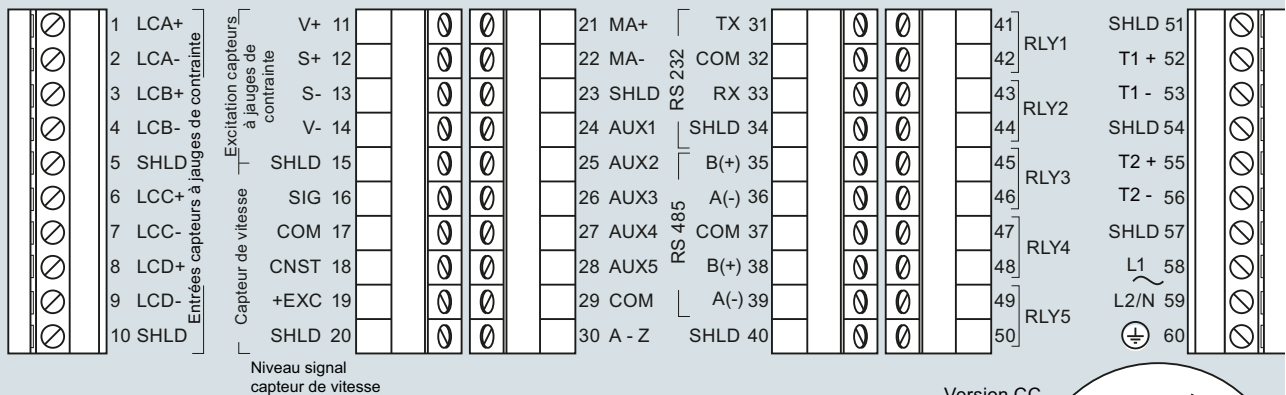 1 LCA+
2 LCA-
3 LCB+
4 LCB-
5 SHLD
6 LCC+
7 LCC-
8 LCD+
9 LCD-
10 SHLD
Entrées capteurs à jauges de contrainte
Excitation capteurs
à jauges de
contrainte
Capteur de vitesse
V+ 11
S+ 12
S- 13
V- 14
SHLD 15
SIG 16
COM 17
CNST 18
+EXC 19
SHLD 20
Niveau signal
capteur de vitesse
21 MA+
22 MA-
23 SHLD
24 AUX1
25 AUX2
26 AUX3
27 AUX4
28 AUX5
29 COM
30 A - Z
RS 232
RS 485
TX 31
COM 32
RX 33
SHLD 34
B(+) 35
A(-) 36
COM 37
B(+) 38
A(-) 39
SHLD 40
41
42
RLY1
43
44
RLY2
45
46
RLY3
47
48
RLY4
49
50
RLY5
SHLD 51
T1 + 52
T1 - 53
SHLD 54
T2 + 55
T2 - 56
SHLD 57
L1 58
L2/N 59
60
Version CC